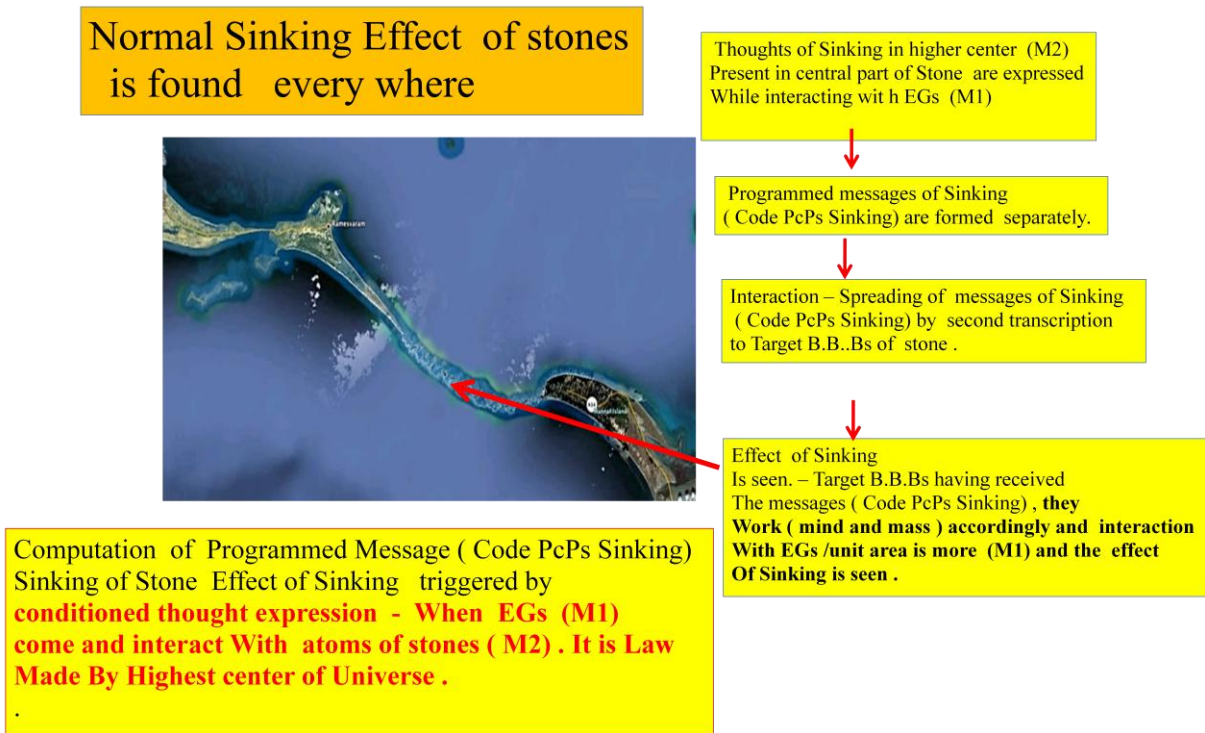 Normal Sinking Effect of stones
is found every where
Thoughts of Sinking in higher center (M2)
Present in central part of Stone are expressed
While interacting wit h EGs (M1)
Programmed messages of Sinking
( Code PcPs Sinking) are formed separately.
Interaction – Spreading of messages of Sinking
( Code PcPs Sinking) by second transcription
to Target B.B..Bs of stone .
Effect of Sinking
Is seen. – Target B.B.Bs having received
The messages ( Code PcPs Sinking) , they
Work ( mind and mass ) accordingly and interaction
With EGs /unit area is more (M1) and the effect
Of Sinking is seen .
Rameswaram
Computation of Programmed Message ( Code PcPs Sinking)
Sinking of Stone Effect of Sinking triggered by
conditioned thought expression - When EGs (M1)
come and interact With atoms of stones ( M2) . It is Law
Made By Highest center of Universe .
.